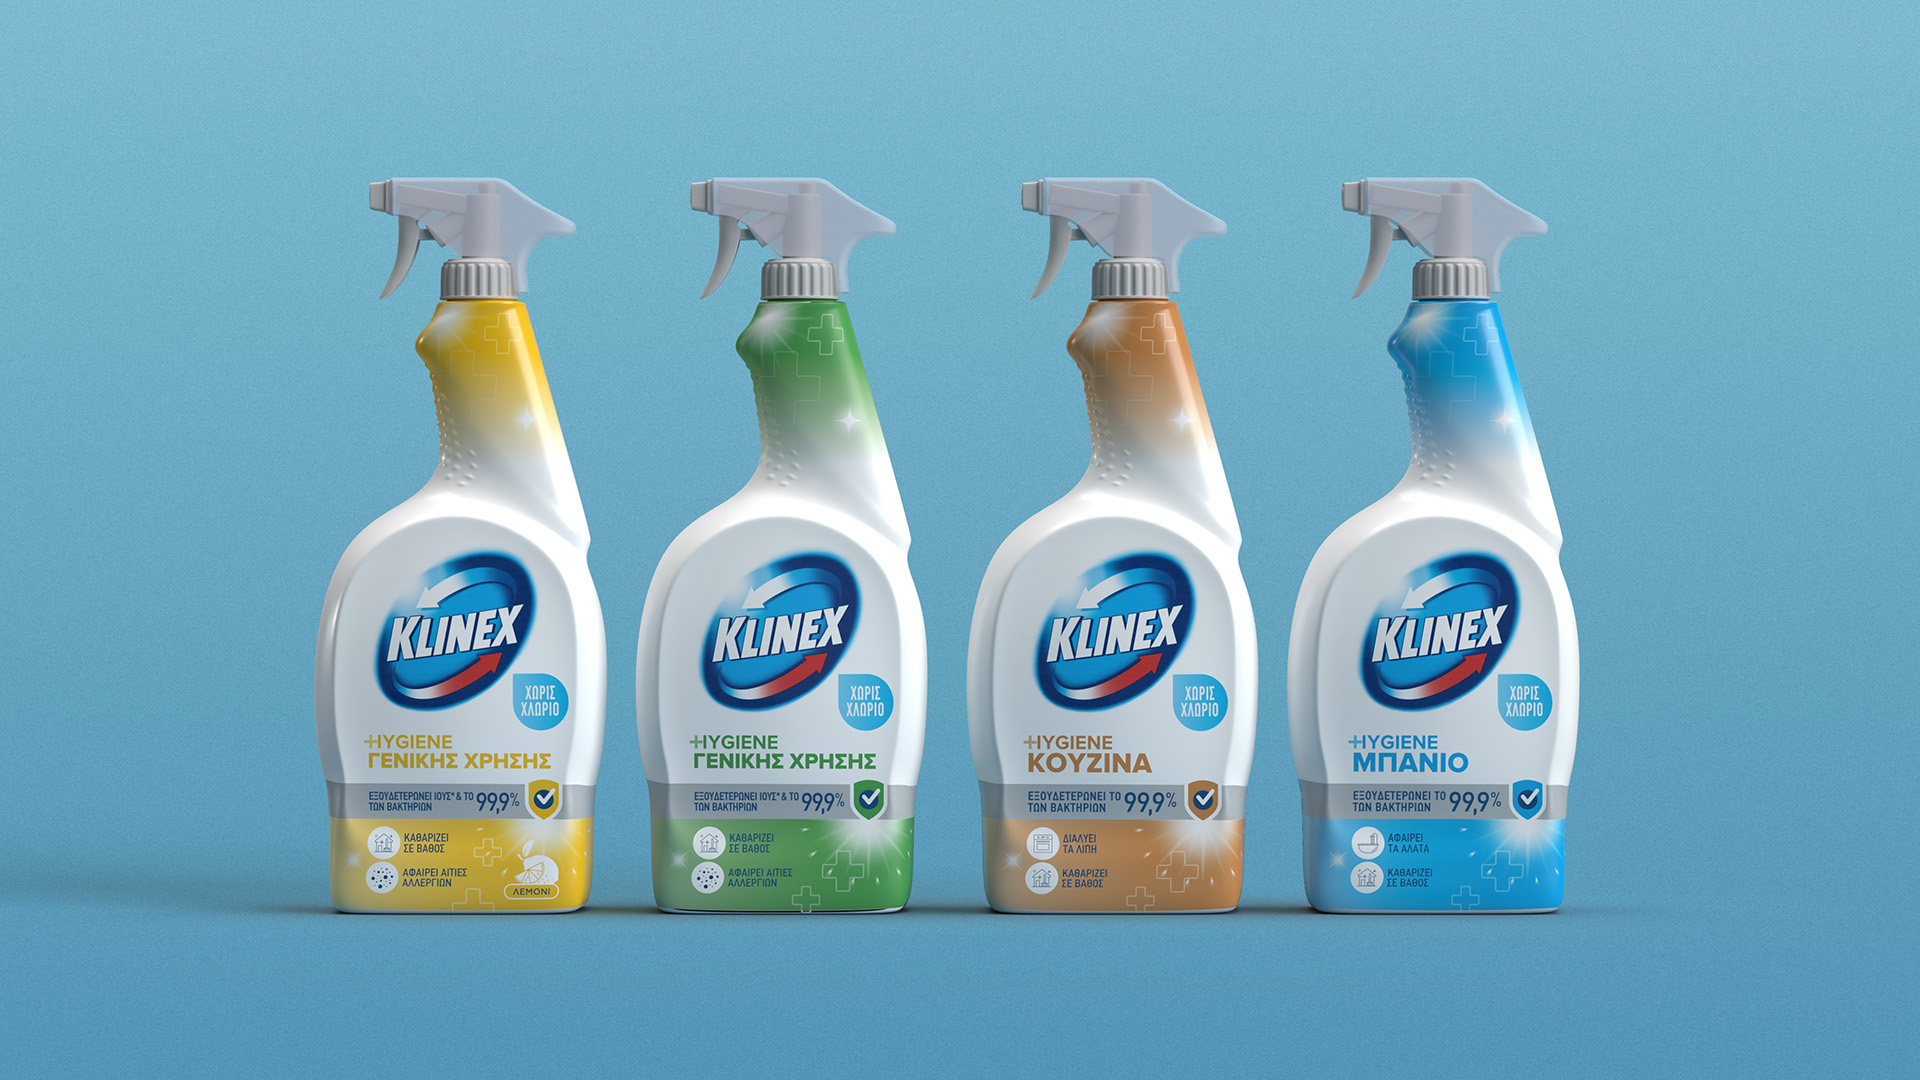 KLINEX
ΧΩΡΙΣ
ΧΛΩΡΙΟ
HYGIENE
ΓΕΝΙΚΗΣ ΧΡΗΣΗΣ
ΕΞΟΥΔΕΤΕΡΩΝΕΙ ΙΟΥΣ* & ΤΟ
ΤΩΝ ΒΑΚΤΗΡΙΩΝ
99,9%
ΚΑΘΑΡΙΖΕΙ
ΣΕ ΒΑΘΟΣ
ΑΦΑΙΡΕΙ ΑΙΤΙΕΣ
ΑΛΛΕΡΓΙΩΝ
ΛΕΜΟΝΙ
KLINEX
ΧΩΡΙΣ
ΧΛΩΡΙΟ
HYGIENE
ΓΕΝΙΚΗΣ ΧΡΗΣΗΣ
ΕΞΟΥΔΕΤΕΡΩΝΕΙ ΙΟΥΣ* & ΤΟ
ΤΩΝ ΒΑΚΤΗΡΙΩΝ
99,9%
ΚΑΘΑΡΙΖΕΙ
ΣΕ ΒΑΘΟΣ
ΑΦΑΙΡΕΙ ΑΙΤΙΕΣ
ΑΛΛΕΡΓΙΩΝ
KLINEX
ΧΩΡΙΣ
ΧΛΩΡΙΟ
HYGIENE
ΚΟΥΖΙΝΑ
ΕΞΟΥΔΕΤΕΡΩΝΕΙ ΤΟ
ΤΩΝ ΒΑΚΤΗΡΙΩΝ
99,9%
ΔΙΑΛΥΕΙ
ΤΑ ΛΙΠΗ
ΚΑΘΑΡΙΖΕΙ
ΣΕ ΒΑΘΟΣ
KLINEX
ΧΩΡΙΣ
ΧΛΩΡΙΟ
HYGIENE
ΜΠΑΝΙΟ
ΕΞΟΥΔΕΤΕΡΩΝΕΙ ΤΟ
ΤΩΝ ΒΑΚΤΗΡΙΩΝ
99,9%
ΑΦΑΙΡΕΙ
ΤΑ ΑΛΑΤΑ
ΚΑΘΑΡΙΖΕΙ
ΣΕ ΒΑΘΟΣ